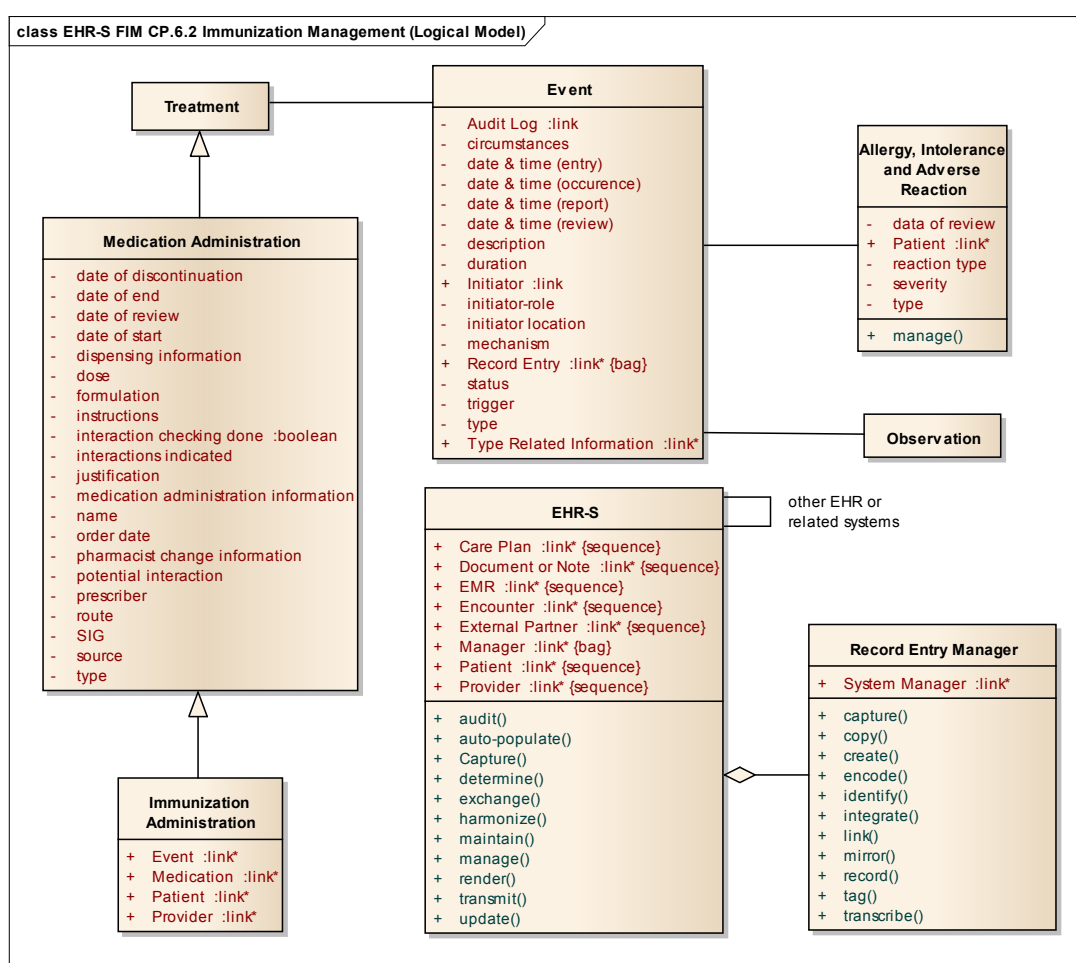 class EHR-S FIM CP.6.2 Immunization Management (Logical Model)
Treatment
Event
- Audit Log :link
- circumstances
- date & time (entry)
- date & time (occurence)
- date & time (report)
- date & time (review)
- description
- duration
+ Initiator :link
- initiator-role
- initiator location
- mechanism
+ Record Entry :link* {bag}
- status
- trigger
- type
+ Type Related Information :link*
Allergy, Intolerance
and Adverse
Reaction
- data of review
+ Patient :link*
- reaction type
- severity
- type
+ manage()
Medication Administration
- date of discontinuation
- date of end
- date of review
- date of start
- dispensing information
- dose
- formulation
- instructions
- interaction checking done :boolean
- interactions indicated
- justification
- medication administration information
- name
- order date
- pharmacist change information
- potential interaction
- prescriber
- route
- SIG
- source
- type
Observation
EHR-S
+ Care Plan :link* {sequence}
+ Document or Note :link* {sequence}
+ EMR :link* {sequence}
+ Encounter :link* {sequence}
+ External Partner :link* {sequence}
+ Manager :link* {bag}
+ Patient :link* {sequence}
+ Provider :link* {sequence}
+ audit()
+ auto-populate()
+ Capture()
+ determine()
+ exchange()
+ harmonize()
+ maintain()
+ manage()
+ render()
+ transmit()
+ update()
other EHR or
related systems
Record Entry Manager
+ System Manager :link*
+ capture()
+ copy()
+ create()
+ encode()
+ identify()
+ integrate()
+ link()
+ mirror()
+ record()
+ tag()
+ transcribe()
Immunization
Administration
+ Event :link*
+ Medication :link*
+ Patient :link*
+ Provider :link*